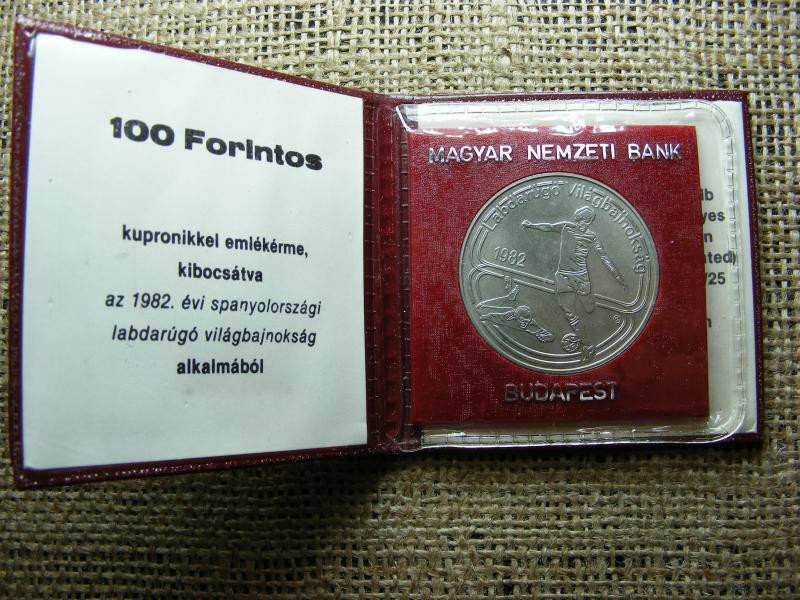 100 Forintos
kupronikkel emlékérme,
kibocsátva
az 1982. évi spanyolországi
labdarúgó világbajnokság
alkalmából
MAGYAR NEMZETI BANK
Labdarúgó Világbajnokság
1982
BUDAPEST